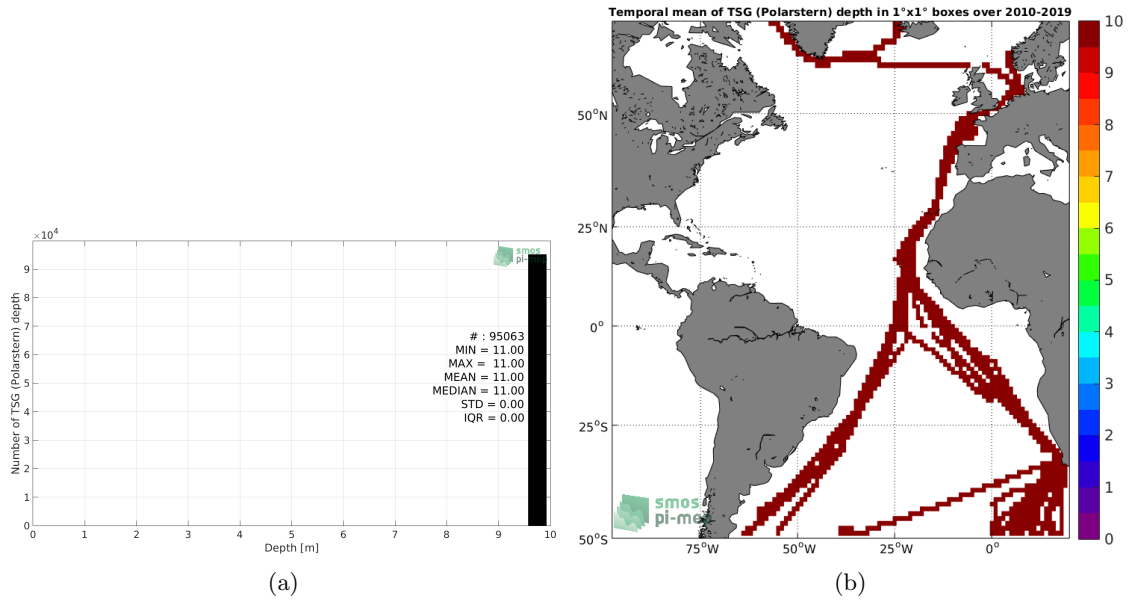 ×10⁴
9
8
7
6
5
4
3
2
1
0
Number of TSG (Polarstern) depth
smos
pi-mep
# : 95063
MIN = 11.00
MAX = 11.00
MEAN = 11.00
MEDIAN = 11.00
STD = 0.00
IQR = 0.00
0 1 2 3 4 5 6 7 8 9 10
Depth [m]
(a)
Temporal mean of TSG (Polarstern) depth in 1°x1° boxes over 2010-2019
50°N
25°N
0°
25°S
50°S
smos
pi-mep
75°W 50°W 25°W 0°
10
9
8
7
6
5
4
3
2
1
0
(b)